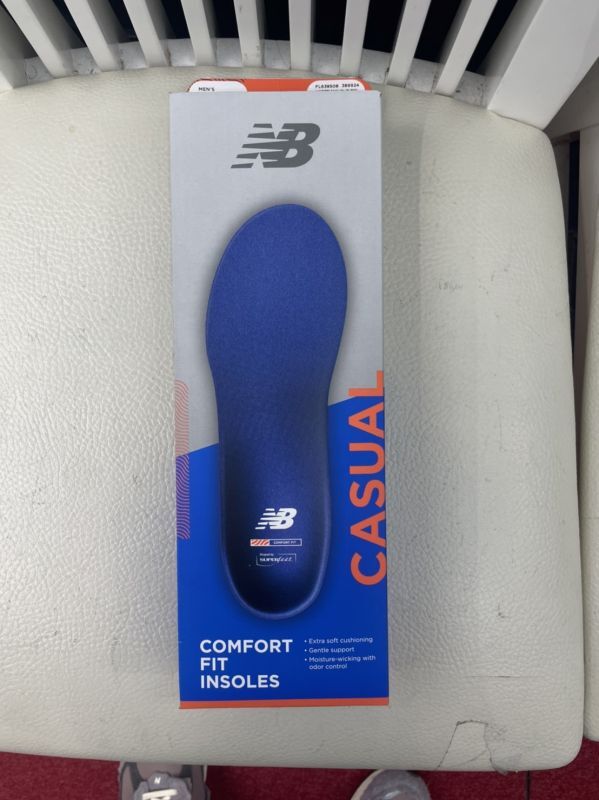 MEN'S
NB
CASUAL
NB
COMFORT FIT
SUPERfeet
COMFORT
FIT
INSOLES
• Extra soft cushioning
• Gentle support
• Moisture-wicking with
odor control